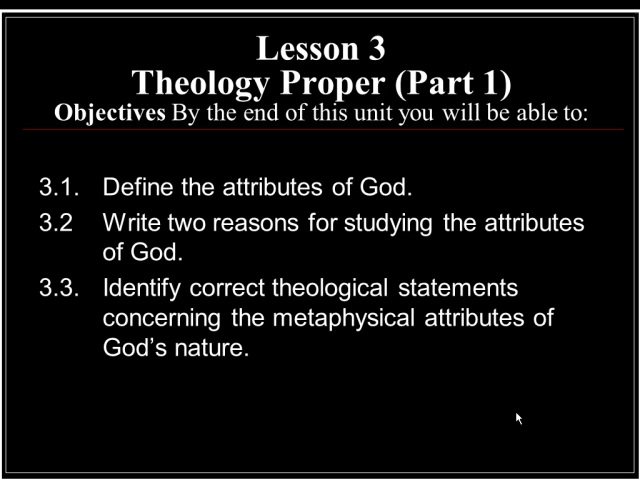 Lesson 3
Theology Proper (Part 1)
Objectives By the end of this unit you will be able to:
3.1. Define the attributes of God.
3.2 Write two reasons for studying the attributes
of God.
3.3. Identify correct theological statements
concerning the metaphysical attributes of
God's nature.